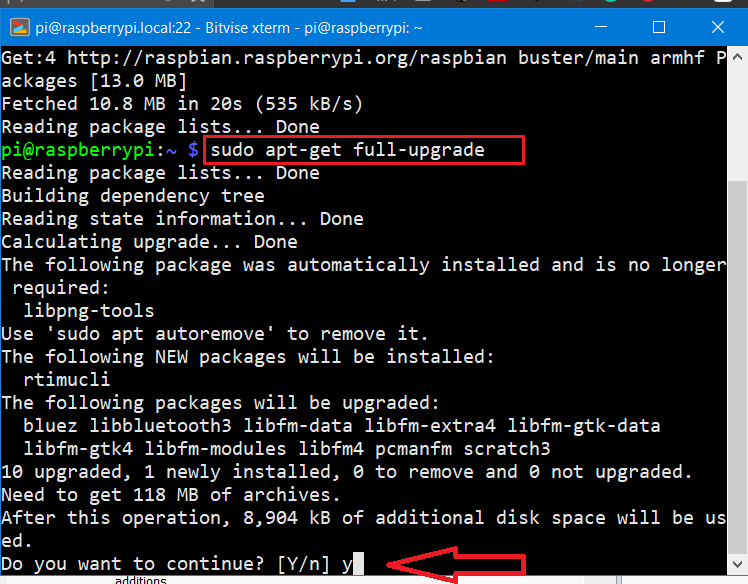 pi@raspberrypi.local:22 - Bitvise xterm - pi@raspberrypi: ~
Get:4 http://raspbian.raspberrypi.org/raspbian buster/main armhf P
ackages [13.0 MB]
Fetched 10.8 MB in 20s (535 kB/s)
Reading package lists... Done
pi@raspberrypi:~ $ sudo apt-get full-upgrade
Reading package lists... Done
Building dependency tree
Reading state information... Done
Calculating upgrade... Done
The following package was automatically installed and is no longer
 required:
  libpng-tools
Use 'sudo apt autoremove' to remove it.
The following NEW packages will be installed:
  rtimucli
The following packages will be upgraded:
  bluez libbluetooth3 libfm-data libfm-extra4 libfm-gtk-data
  libfm-gtk4 libfm-modules libfm4 pcmanfm scratch3
10 upgraded, 1 newly installed, 0 to remove and 0 not upgraded.
Need to get 118 MB of archives.
After this operation, 8,904 kB of additional disk space will be us
ed.
Do you want to continue? [Y/n] y
additions